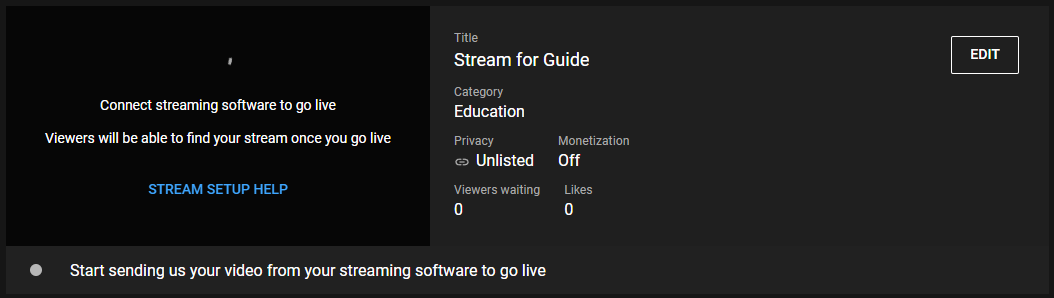 Connect streaming software to go live
Viewers will be able to find your stream once you go live
STREAM SETUP HELP
Title
Stream for Guide
EDIT
Category
Education
Privacy Monetization
Unlisted Off
Viewers waiting Likes
0 0
Start sending us your video from your streaming software to go live